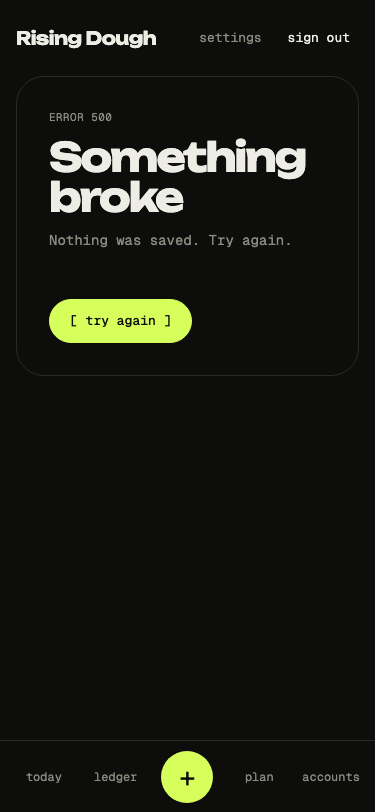 Rising Dough
settings
sign out
ERROR 500
Something
broke
Nothing was saved. Try again.
[ try again ]
today
ledger
+
plan
accounts